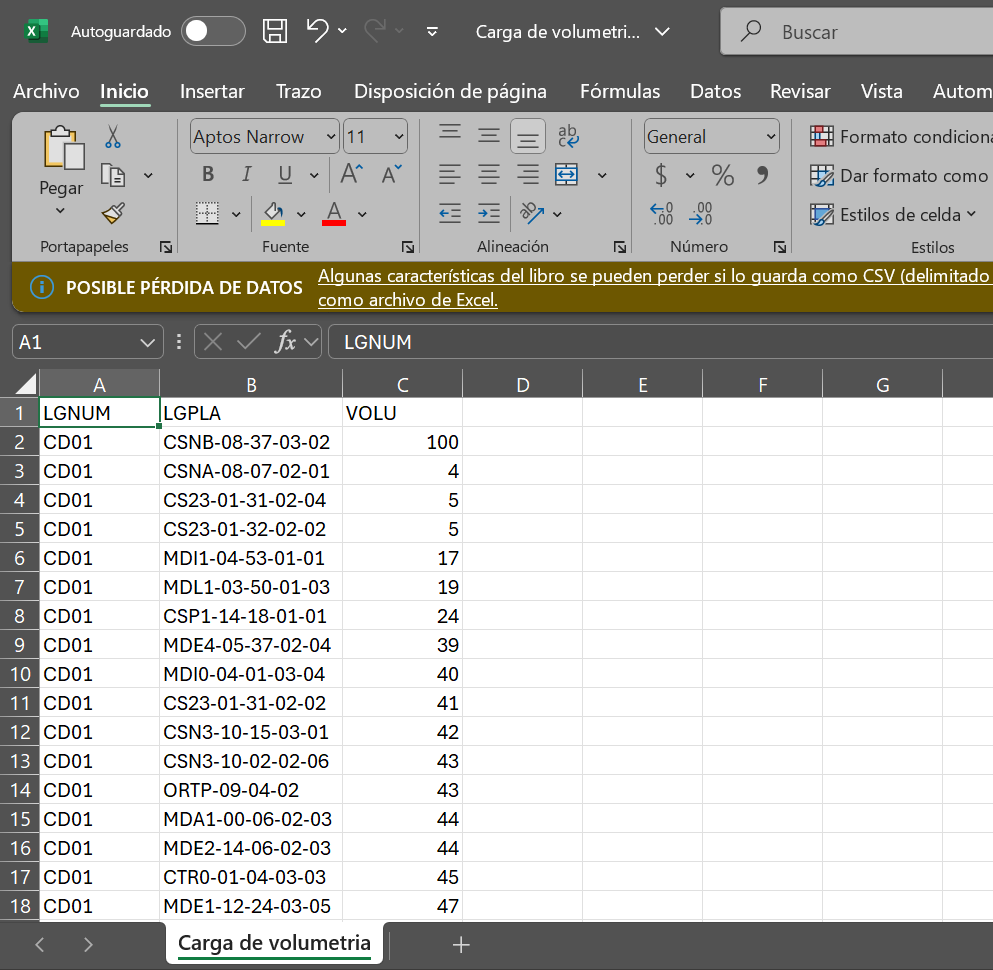 Autoguardado Carga de volumetri... Buscar
Archivo Inicio Insertar Trazo Disposición de página Fórmulas Datos Revisar Vista Autom
Pegar Aptos Narrow 11 General Formato condiciona
Dar formato como
Estilos de celda
Portapapeles Fuente Alineación Número Estilos
POSIBLE PÉRDIDA DE DATOS Algunas características del libro se pueden perder si lo guarda como CSV (delimitado
como archivo de Excel.
A1 fx LGNUM
A B C D E F G
1 LGNUM LGPLA VOLU
2 CD01 CSNB-08-37-03-02 100
3 CD01 CSNA-08-07-02-01 4
4 CD01 CS23-01-31-02-04 5
5 CD01 CS23-01-32-02-02 5
6 CD01 MDI1-04-53-01-01 17
7 CD01 MDL1-03-50-01-03 19
8 CD01 CSP1-14-18-01-01 24
9 CD01 MDE4-05-37-02-04 39
10 CD01 MDI0-04-01-03-04 40
11 CD01 CS23-01-31-02-02 41
12 CD01 CSN3-10-15-03-01 42
13 CD01 CSN3-10-02-02-06 43
14 CD01 ORTP-09-04-02 43
15 CD01 MDA1-00-06-02-03 44
16 CD01 MDE2-14-06-02-03 44
17 CD01 CTR0-01-04-03-03 45
18 CD01 MDE1-12-24-03-05 47
Carga de volumetria